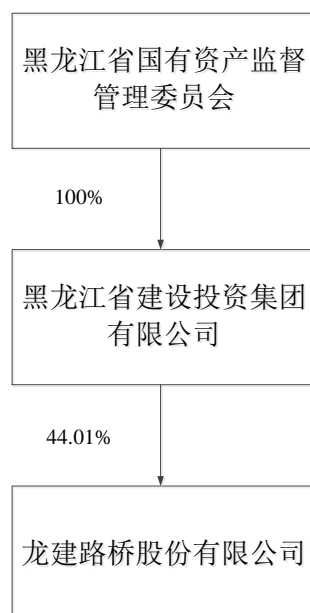 黑龙江省国有资产监督
管理委员会
100%
黑龙江省建设投资集团
有限公司
44.01%
龙建路桥股份有限公司